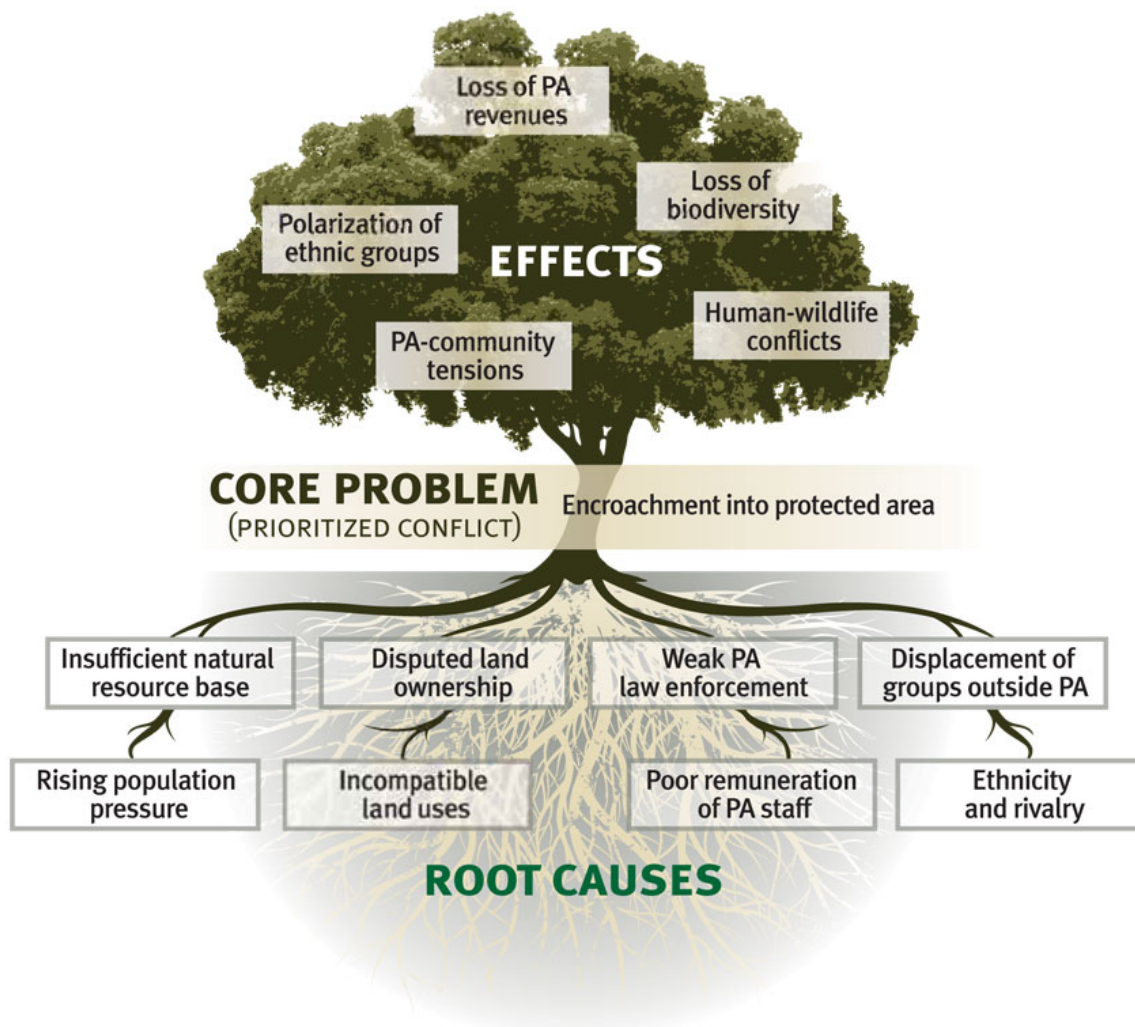 Loss of PA
revenues
Loss of
biodiversity
Polarization of
ethnic groups
EFFECTS
Human-wildlife
conflicts
PA-community
tensions
CORE PROBLEM
(PRIORITIZED CONFLICT)
Encroachment into protected area
Insufficient natural
resource base
Disputed land
ownership
Weak PA
law enforcement
Displacement of
groups outside PA
Rising population
pressure
Incompatible
land uses
Poor remuneration
of PA staff
Ethnicity
and rivalry
ROOT CAUSES